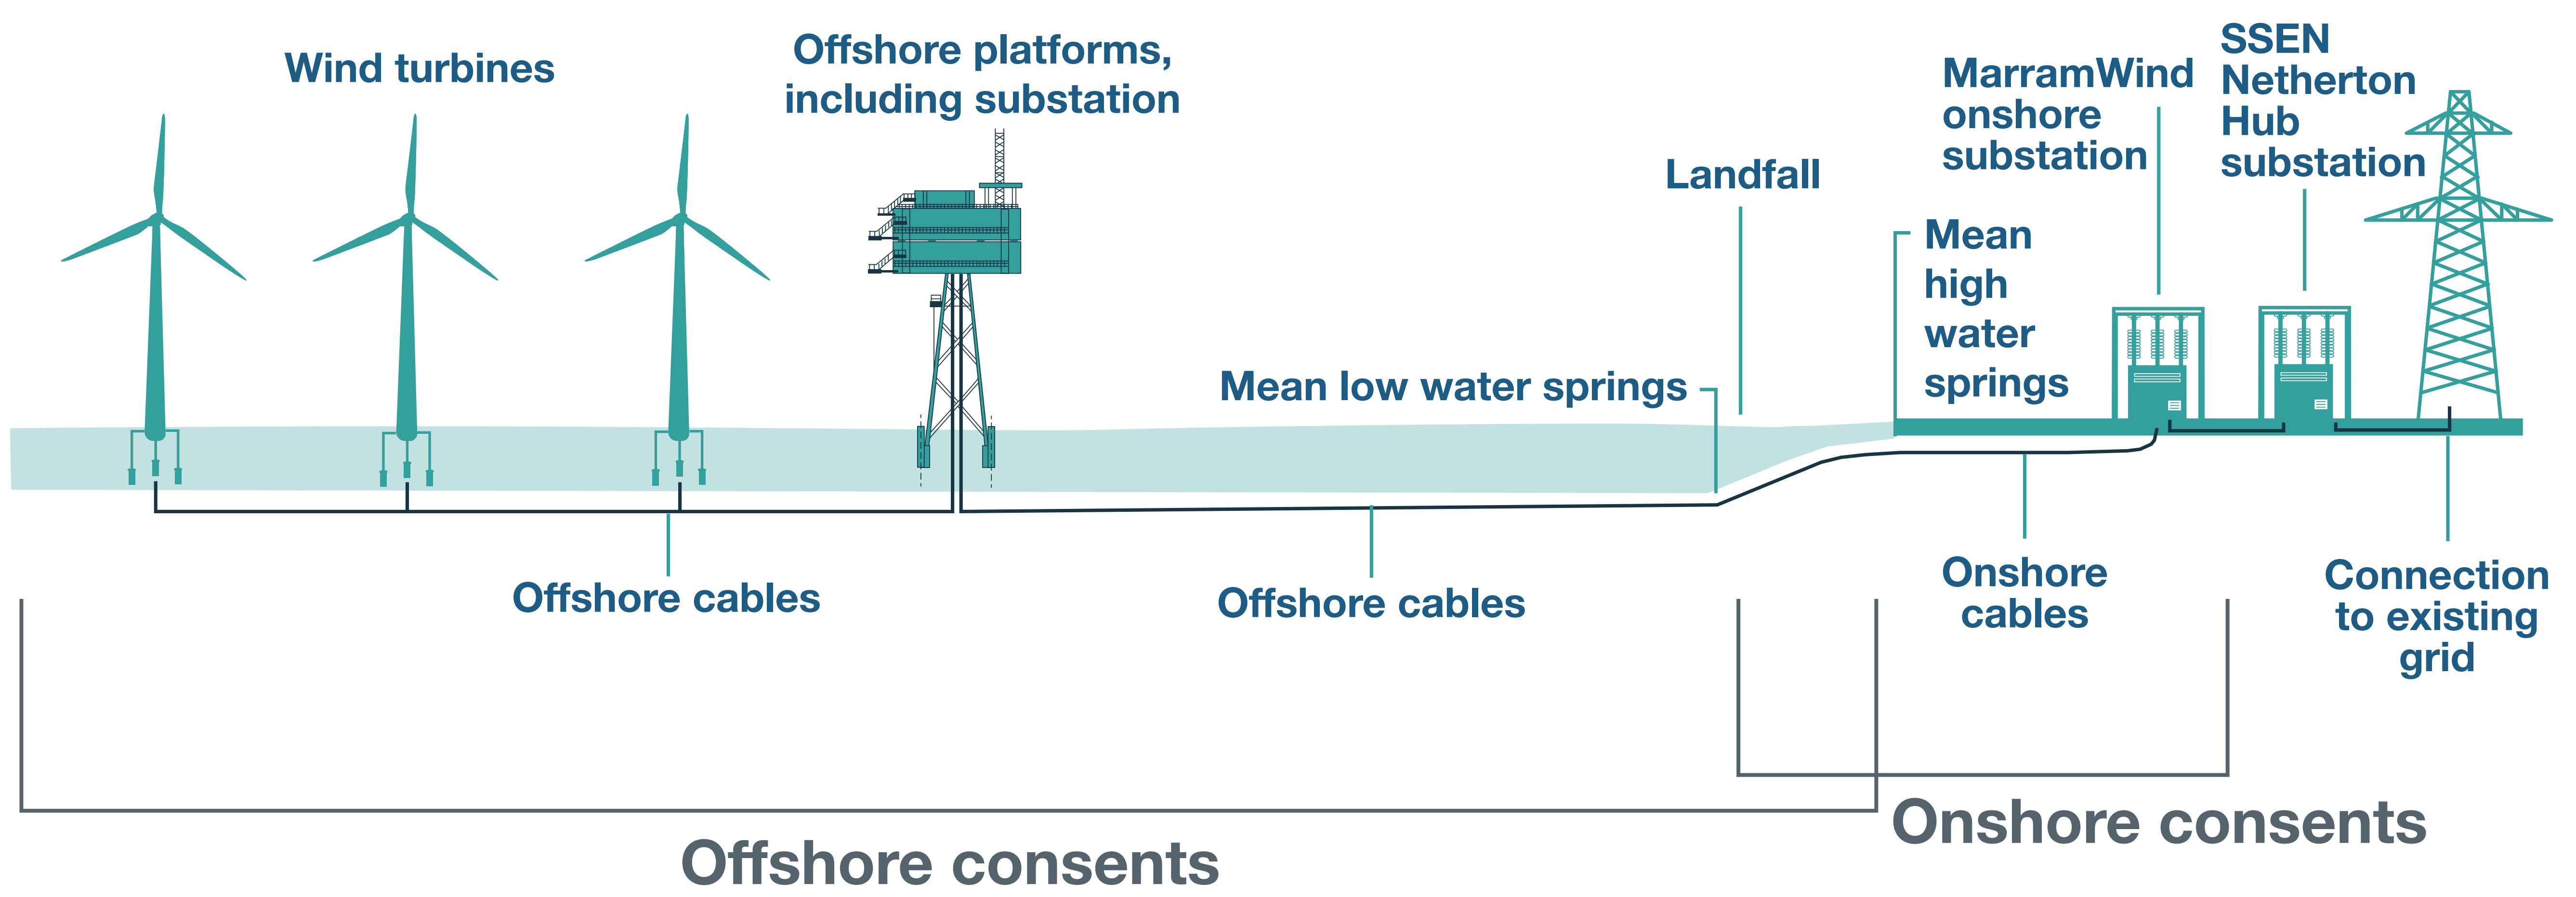 Wind turbines
Offshore platforms,
including substation
Landfall
Mean low water springs
Mean
high
water
springs
MarramWind
onshore
substation
SSEN
Netherton
Hub
substation
Offshore cables
Offshore cables
Onshore
cables
Connection
to existing
grid
Offshore consents
Onshore consents